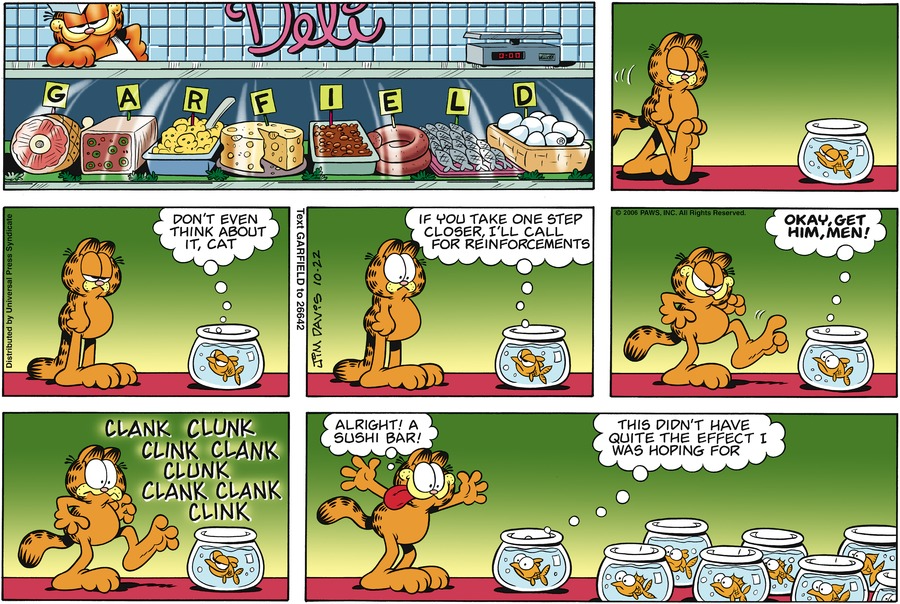 Deli
0:00
G A R F I E L D
© 2006 PAWS, INC. All Rights Reserved.
Distributed by Universal Press Syndicate
DON'T EVEN
THINK ABOUT
IT, CAT
Text GARFIELD to 26642
JIM DAVIS 10-22
IF YOU TAKE ONE STEP
CLOSER, I'LL CALL
FOR REINFORCEMENTS
OKAY, GET
HIM, MEN!
CLANK CLUNK
CLINK CLANK
CLUNK
CLANK CLANK
CLINK
ALRIGHT! A
SUSHI BAR!
THIS DIDN'T HAVE
QUITE THE EFFECT I
WAS HOPING FOR